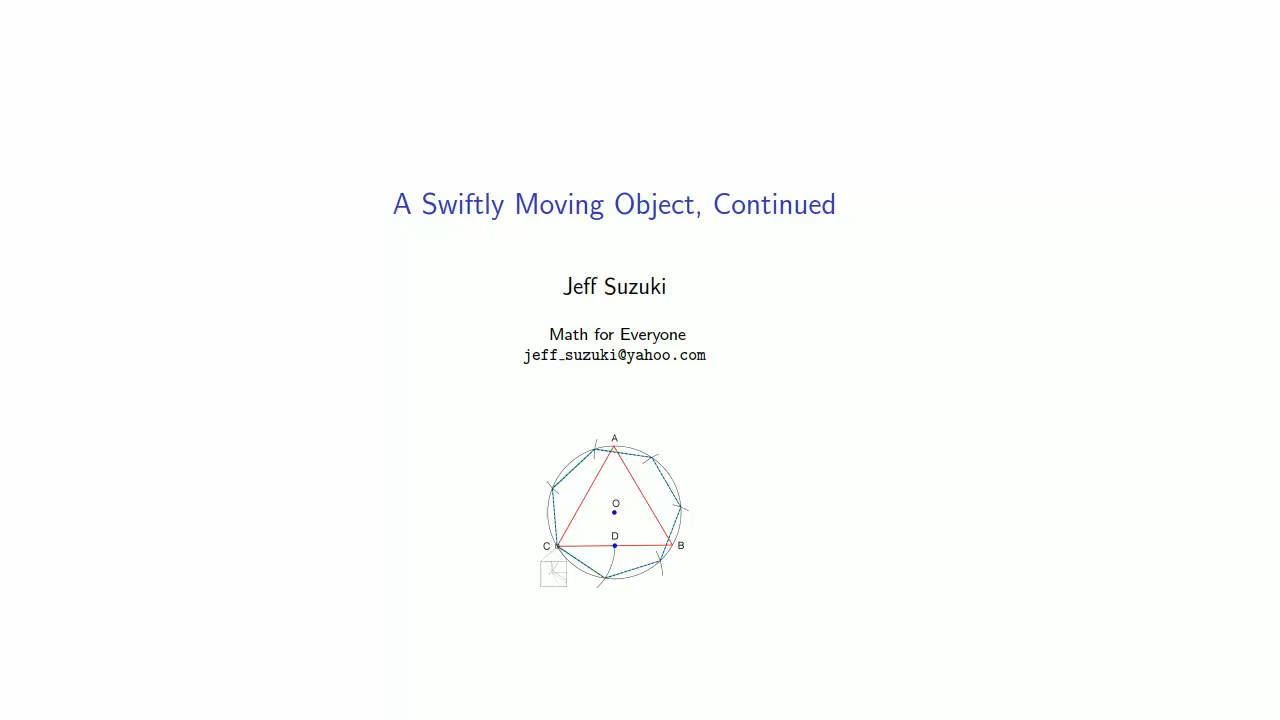 A Swiftly Moving Object, Continued
Jeff Suzuki
Math for Everyone
jeff_suzuki@yahoo.com
A
O
D
C
B